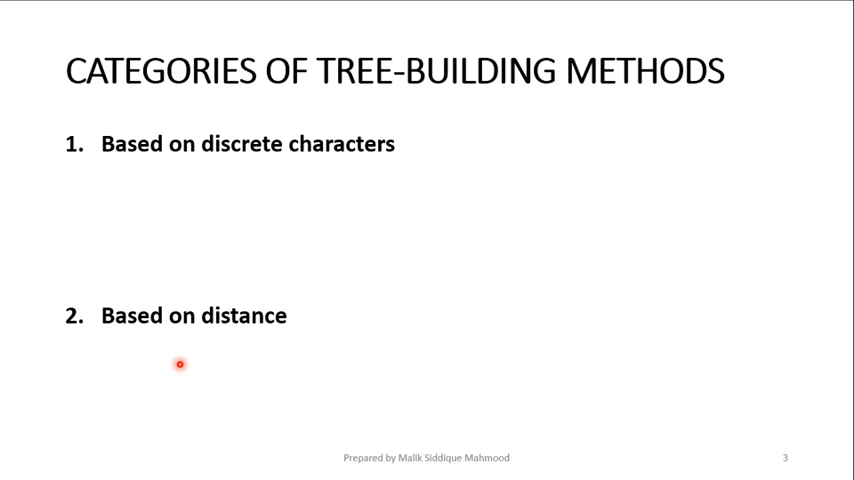 CATEGORIES OF TREE-BUILDING METHODS
1. Based on discrete characters
2. Based on distance
Prepared by Malik Siddique Mahmood
3